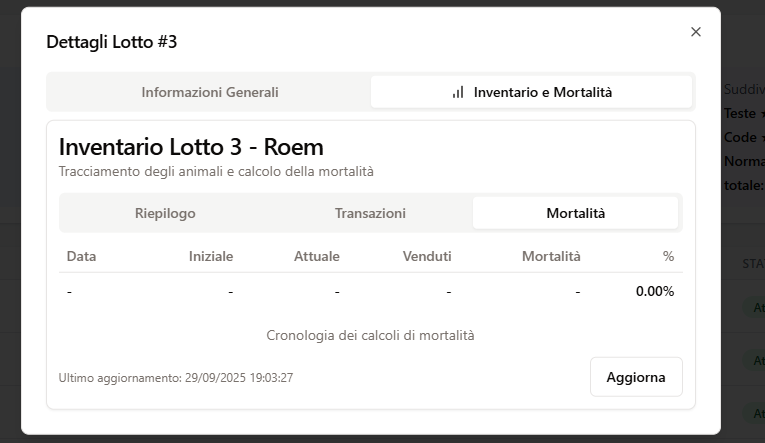 Dettagli Lotto #3
Informazioni Generali
Inventario e Mortalità
Suddiv
Inventario Lotto 3 - Roem
Teste
Tracciamento degli animali e calcolo della mortalità
Code
Norma
totale:
Riepilogo Transazioni Mortalità
Data Iniziale Attuale Venduti Mortalità %
STA
- - - - - 0.00%
At
Cronologia dei calcoli di mortalità
At
Ultimo aggiornamento: 29/09/2025 19:03:27
Aggiorna
At